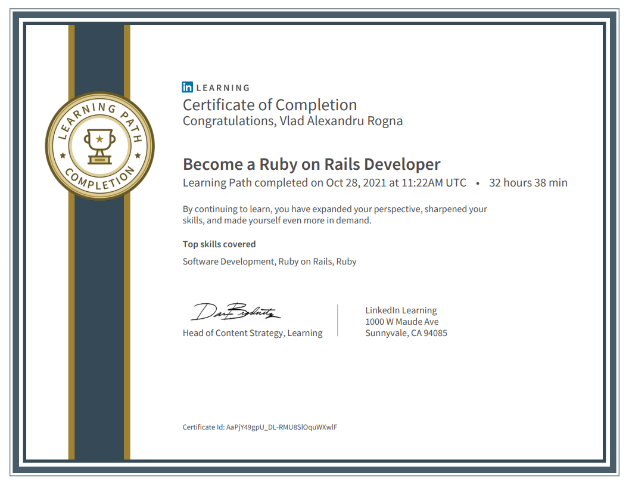 LEARNING PATH
COMPLETION
in LEARNING
Certificate of Completion
Congratulations, Vlad Alexandru Rogna
Become a Ruby on Rails Developer
Learning Path completed on Oct 28, 2021 at 11:22AM UTC • 32 hours 38 min
By continuing to learn, you have expanded your perspective, sharpened your
skills, and made yourself even more in demand.
Top skills covered
Software Development, Ruby on Rails, Ruby
Head of Content Strategy, Learning
LinkedIn Learning
1000 W Maude Ave
Sunnyvale, CA 94085
Certificate Id: